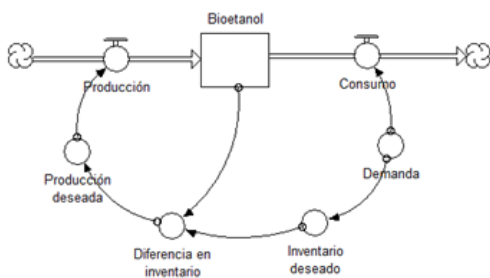 Bioetanol
Producción
Consumo
Producción
deseada
Demanda
Diferencia en
inventario
Inventario
deseado